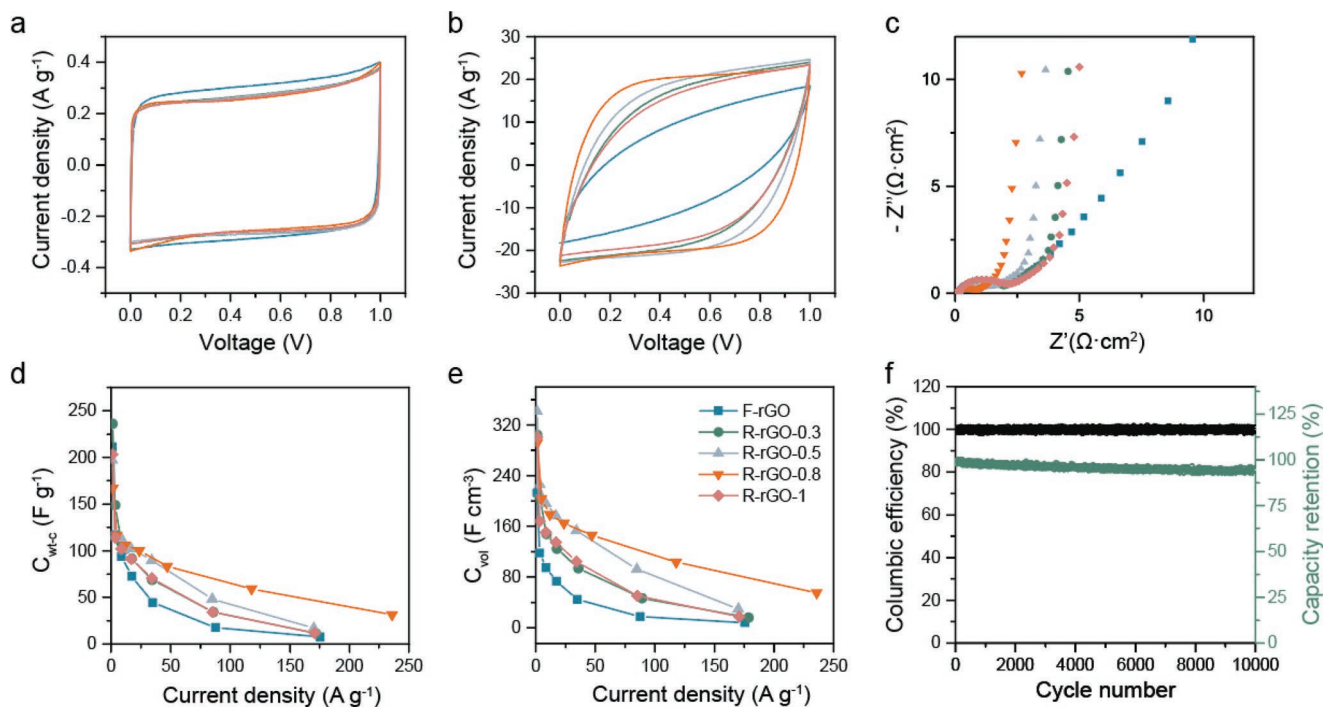 a
0.4
0.2
0.0
-0.2
-0.4
Current density (A g⁻¹)
0.0 0.2 0.4 0.6 0.8 1.0
Voltage (V)
b
30
20
10
0
-10
-20
-30
Current density (A g⁻¹)
0.0 0.2 0.4 0.6 0.8 1.0
Voltage (V)
c
10
5
0
- Z''(Ω·cm²)
0 5 10
Z'(Ω·cm²)
d
250
200
150
100
50
0
C wt-c (F g⁻¹)
0 50 100 150 200 250
Current density (A g⁻¹)
e
320
240
160
80
0
C vol (F cm⁻³)
F-rGO
R-rGO-0.3
R-rGO-0.5
R-rGO-0.8
R-rGO-1
0 50 100 150 200 250
Current density (A g⁻¹)
f
120
100
80
60
40
20
0
Columbic efficiency (%)
125
100
75
50
25
0
Capacity retention (%)
0 2000 4000 6000 8000 10000
Cycle number